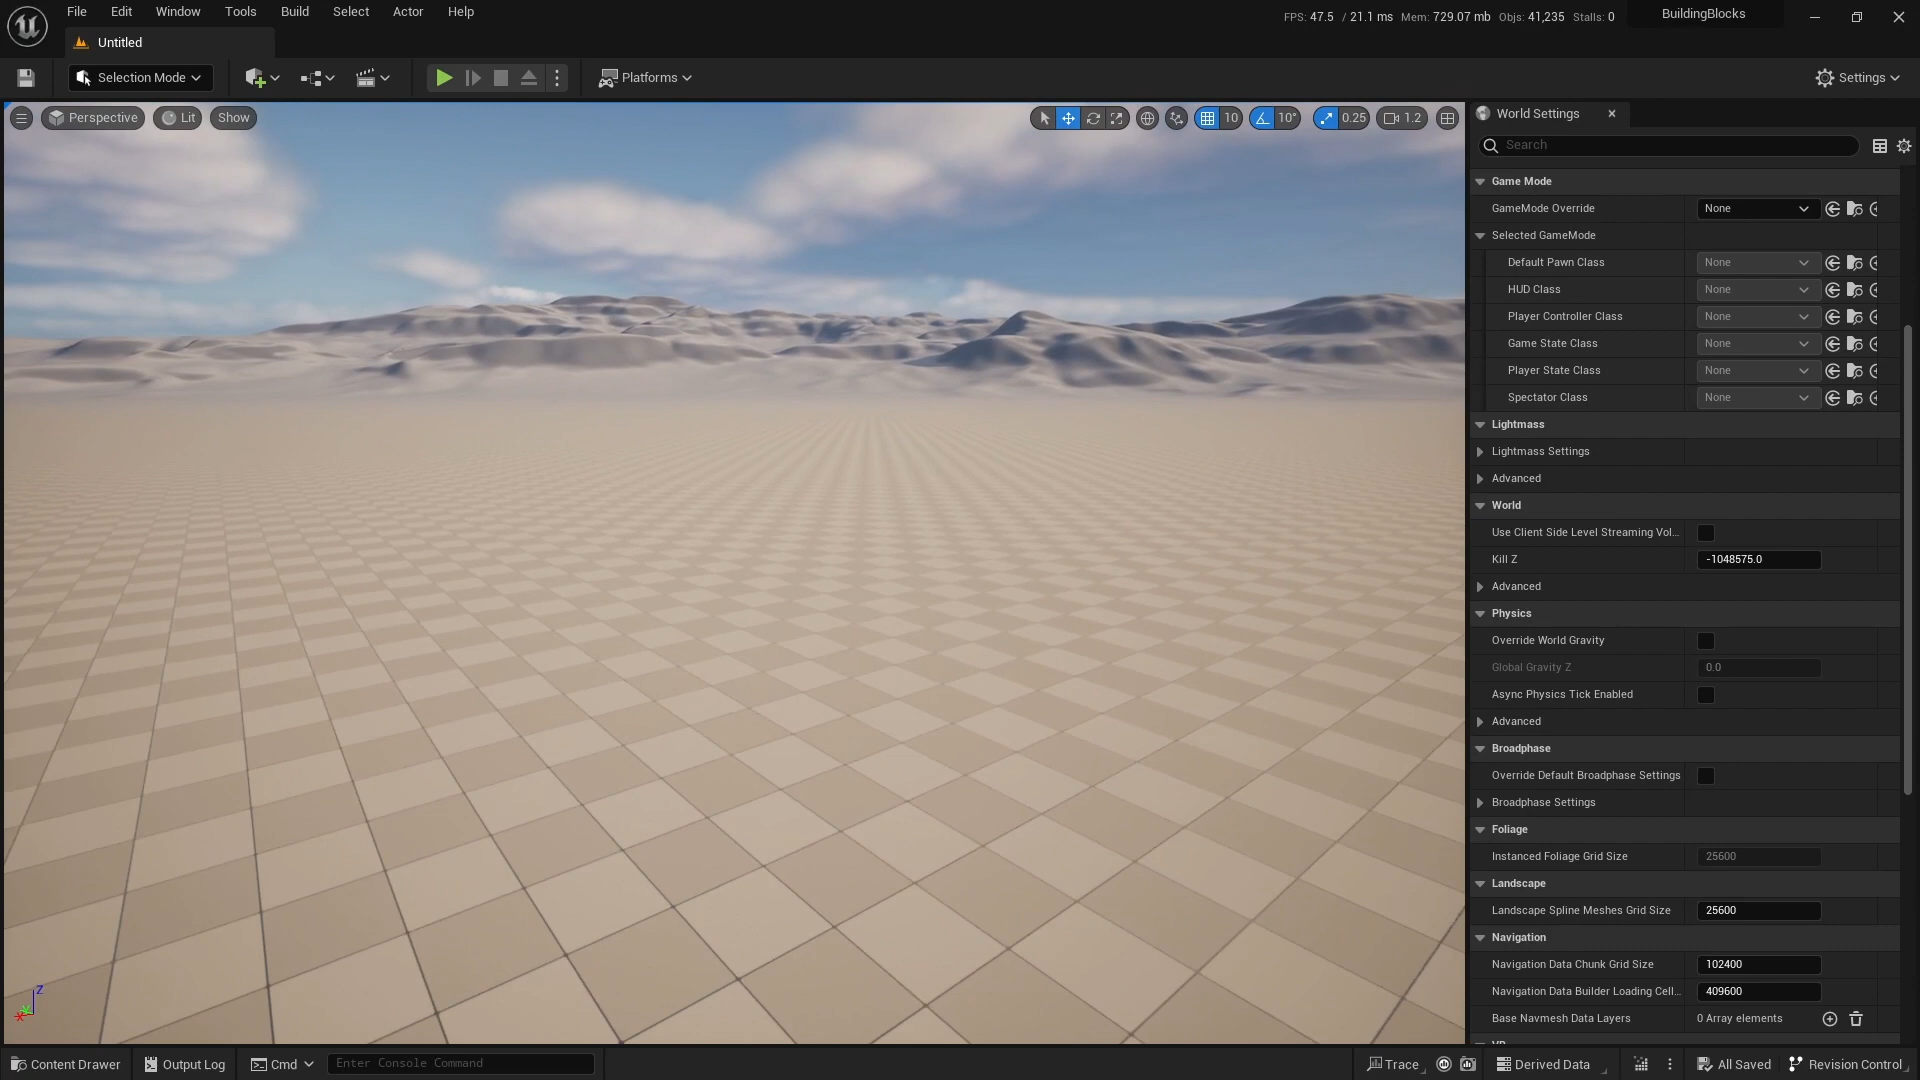 File Edit Window Tools Build Select Actor Help
FPS: 47.5 / 21.1 ms Mem: 729.07 mb Objs: 41,235 Stalls: 0
BuildingBlocks
Untitled
Selection Mode
Platforms
Settings
Perspective Lit Show
10 10° 0.25 1.2
World Settings
Search
Game Mode
GameMode Override None
Selected GameMode
Default Pawn Class None
HUD Class None
Player Controller Class None
Game State Class None
Player State Class None
Spectator Class None
Lightmass
Lightmass Settings
Advanced
World
Use Client Side Level Streaming Vol...
Kill Z -1048575.0
Advanced
Physics
Override World Gravity
Global Gravity Z 0.0
Async Physics Tick Enabled
Advanced
Broadphase
Override Default Broadphase Settings
Broadphase Settings
Foliage
Instanced Foliage Grid Size 25600
Landscape
Landscape Spline Meshes Grid Size 25600
Navigation
Navigation Data Chunk Grid Size 102400
Navigation Data Builder Loading Cell... 409600
Base Navmesh Data Layers 0 Array elements
Z
Content Drawer Output Log Cmd Enter Console Command
Trace Derived Data All Saved Revision Control